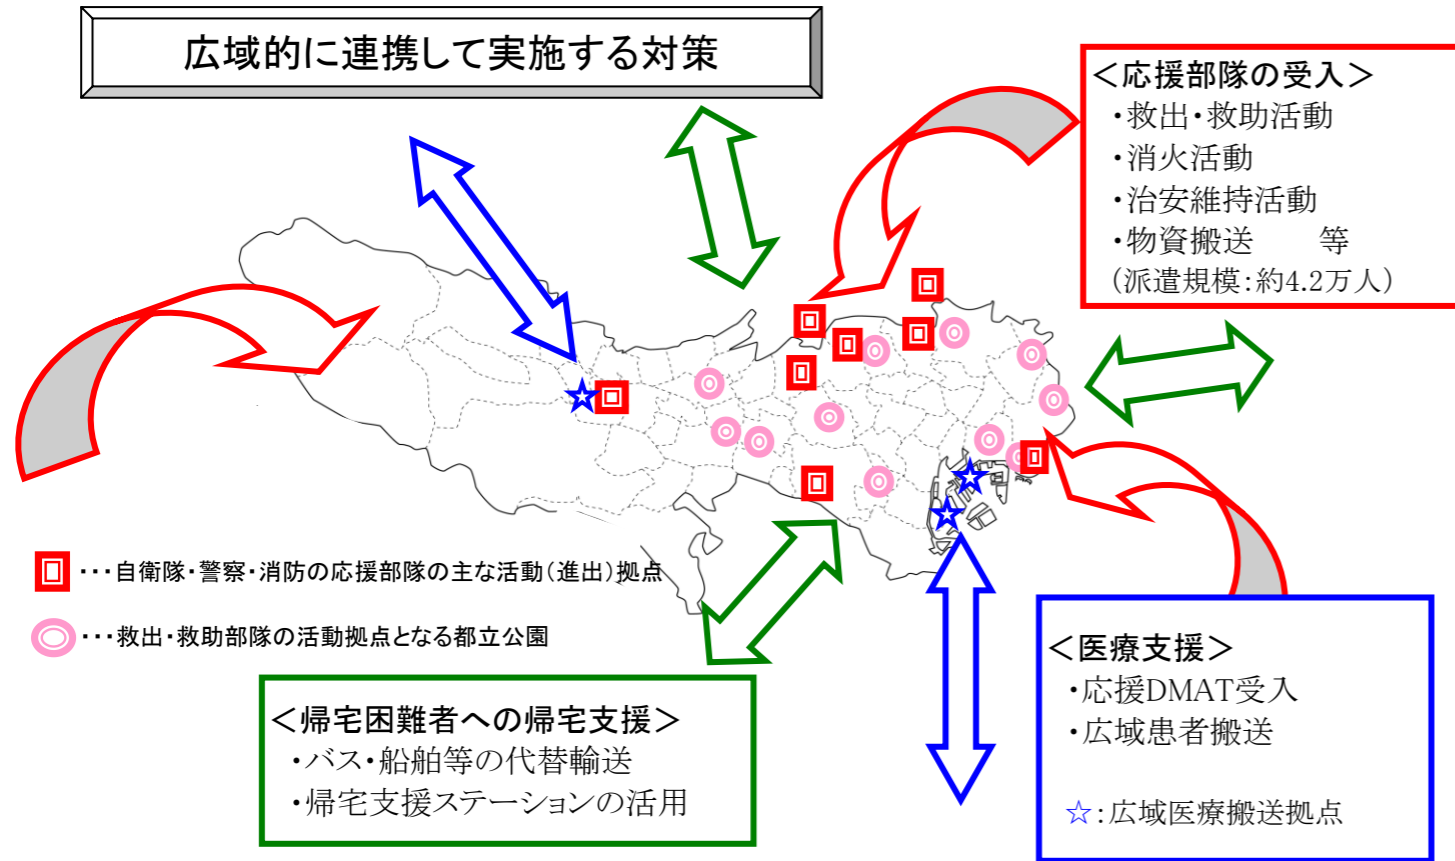 広域的に連携して実施する対策
＜応援部隊の受入＞
・救出・救助活動
・消火活動
・治安維持活動
・物資搬送　　等
(派遣規模：約4.2万人)
・・・自衛隊・警察・消防の応援部隊の主な活動(進出)拠点
・・・救出・救助部隊の活動拠点となる都立公園
＜帰宅困難者への帰宅支援＞
・バス・船舶等の代替輸送
・帰宅支援ステーションの活用
＜医療支援＞
・応援DMAT受入
・広域患者搬送
☆：広域医療搬送拠点